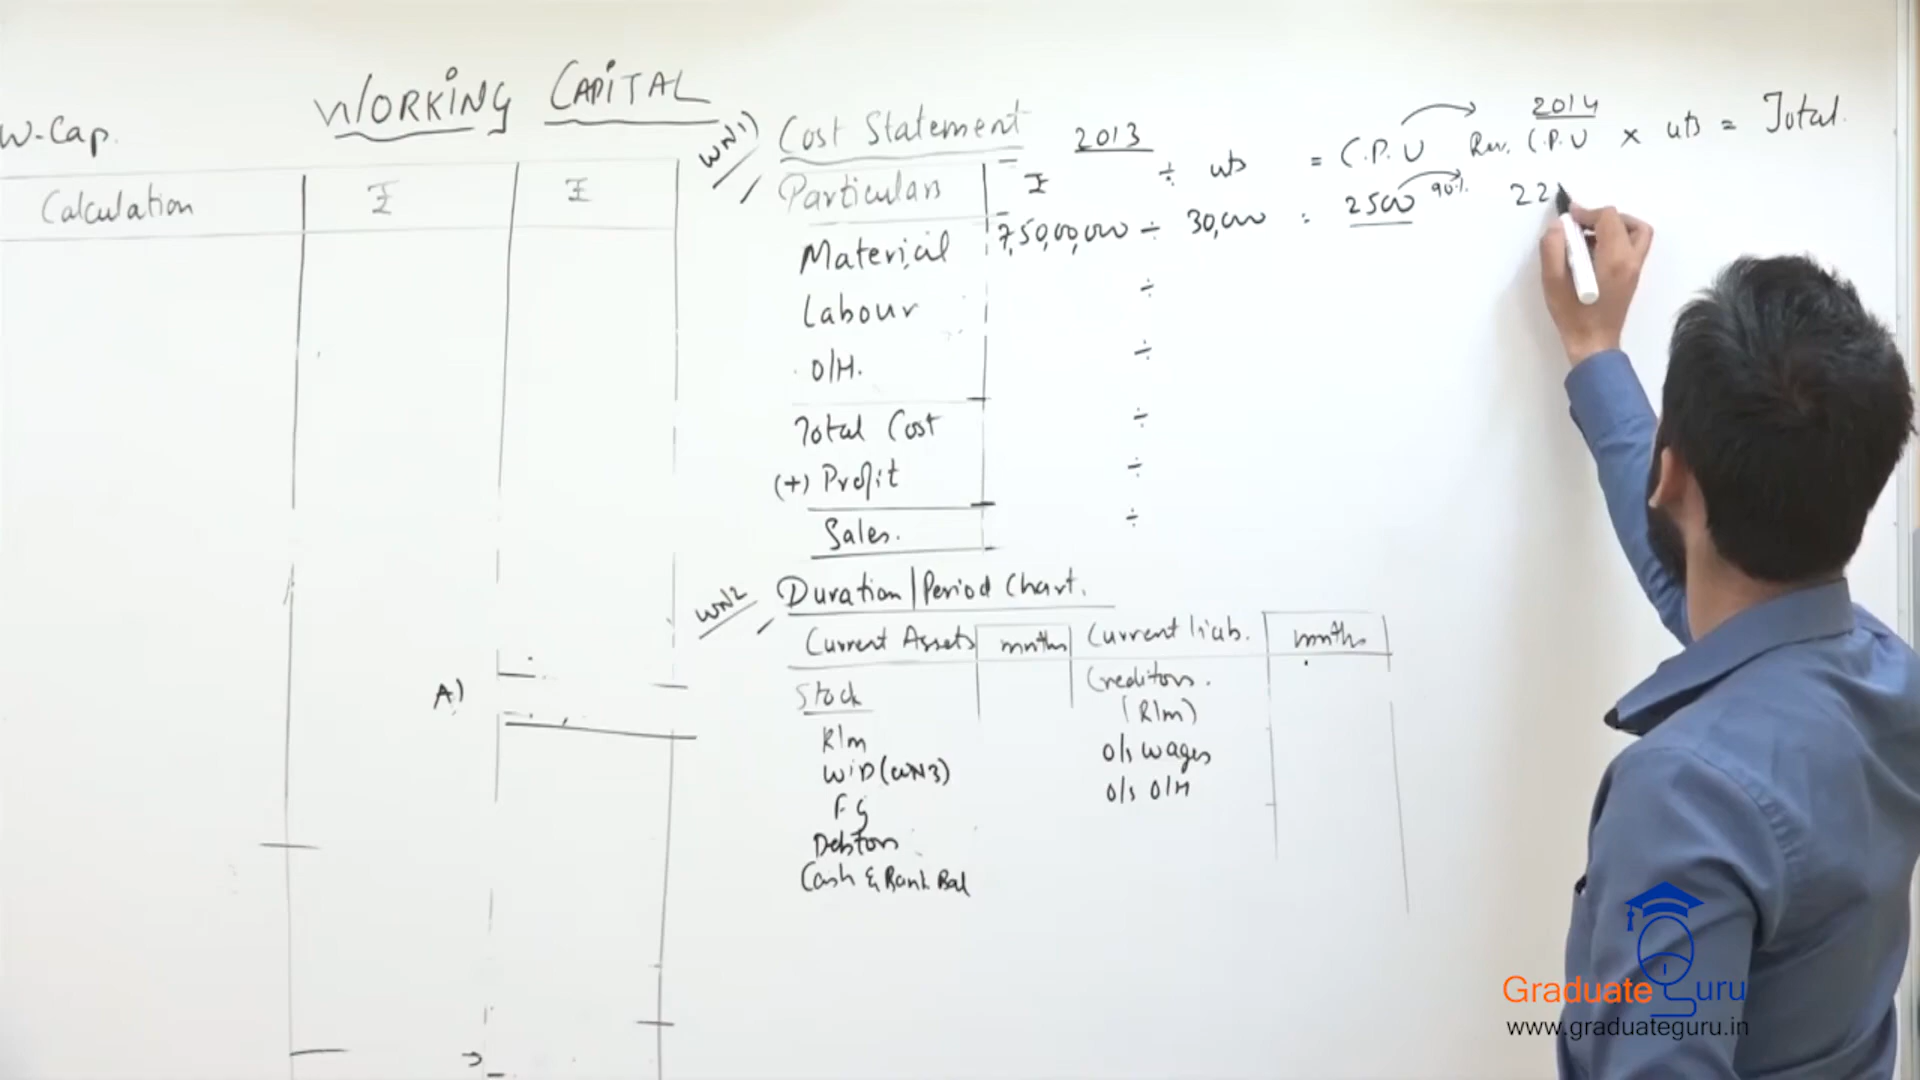 WORKING CAPITAL
W-Cap.
Calculation ₹ ₹
A)
WN1) Cost Statement 2013 2014
Particulars ₹ ÷ uts = C.P.U Rev. C.P.U × uts = Total.
Material 7,50,00,000 ÷ 30,000 = 2500 90% 22
Labour ÷
O/H. ÷
Total Cost ÷
(+) Profit ÷
Sales. ÷
WN2 Duration/Period Chart.
Current Assets months Current liab. months
Stock Creditors.
(R/m)
R/m
O/s wages
WIP (WN3)
O/s O/H
FG
Debtors
Cash & Bank Bal
Graduate Guru
www.graduateguru.in